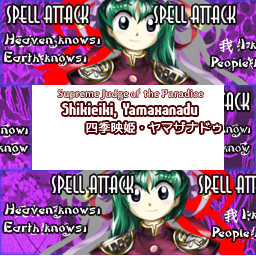 SPELL ATTACK
SPELL ATTACK
Heaven knows,
Earth knows,
我
People
Supreme Judge of the Paradise
Shikieiki, Yamaxanadu
四季映姫・ヤマザナドゥ
SPELL ATTACK
SPELL ATTACK
Heaven knows,
Earth knows,
我
People